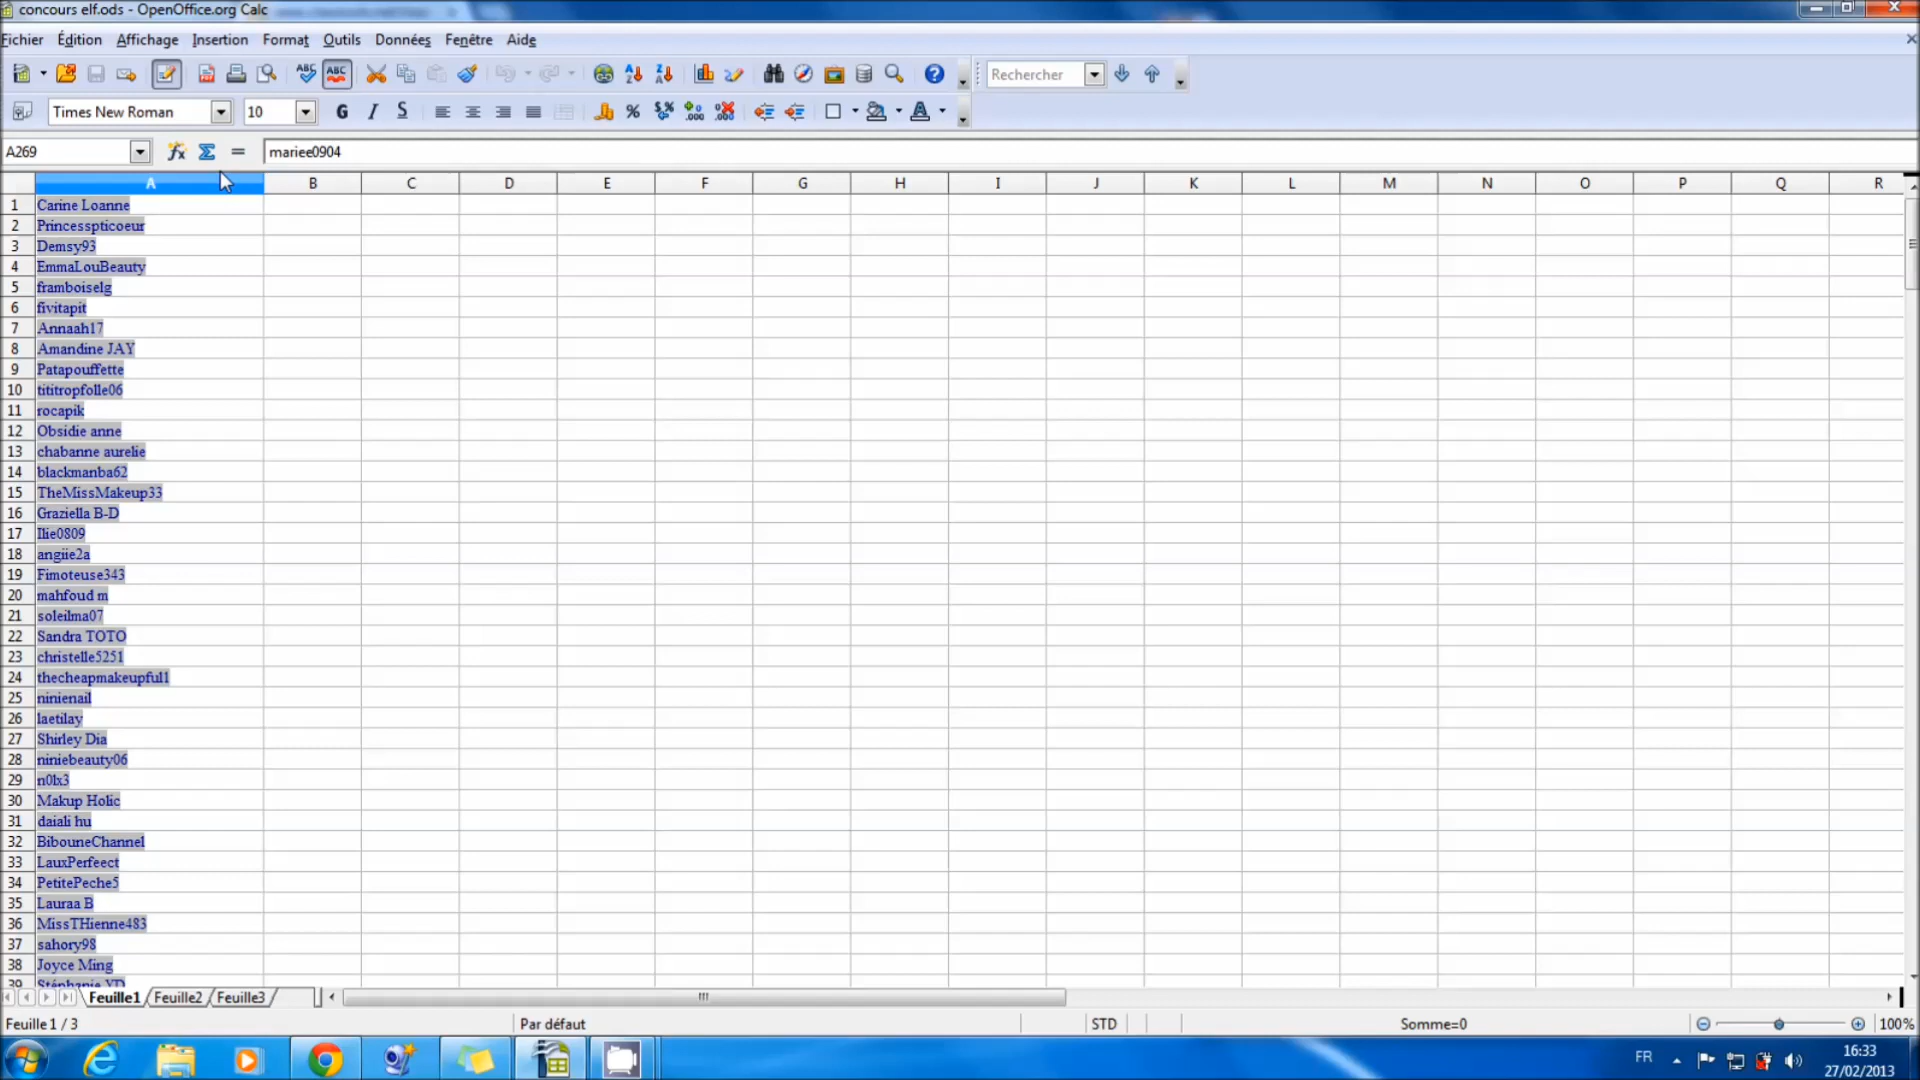 concours elf.ods - OpenOffice.org Calc
Fichier Édition Affichage Insertion Format Outils Données Fenêtre Aide
Rechercher
Times New Roman 10 G I S
A269 mariee0904
A B C D E F G H I J K L M N O P Q R
1 Carine Loanne
2 Princesspticoeur
3 Demsy93
4 EmmaLouBeauty
5 framboiselg
6 fivitapit
7 Annaah17
8 Amandine JAY
9 Patapouffette
10 tititropfolle06
11 rocapik
12 Obsidie anne
13 chabanne aurelie
14 blackmanba62
15 TheMissMakeup33
16 Graziella B-D
17 Ilie0809
18 angiie2a
19 Fimoteuse343
20 mahfoud m
21 soleilma07
22 Sandra TOTO
23 christelle5251
24 thecheapmakeupful1
25 ninienail
26 laetilay
27 Shirley Dia
28 niniebeauty06
29 n0lx3
30 Makup Holic
31 daiali hu
32 BibouneChannel
33 LauxPerfeect
34 PetitePeche5
35 Lauraa B
36 MissTHienne483
37 sahory98
38 Joyce Ming
39 Stéphanie YD
Feuille1 Feuille2 Feuille3
Feuille 1 / 3 Par défaut STD Somme=0 100%
FR 16:33
27/02/2013